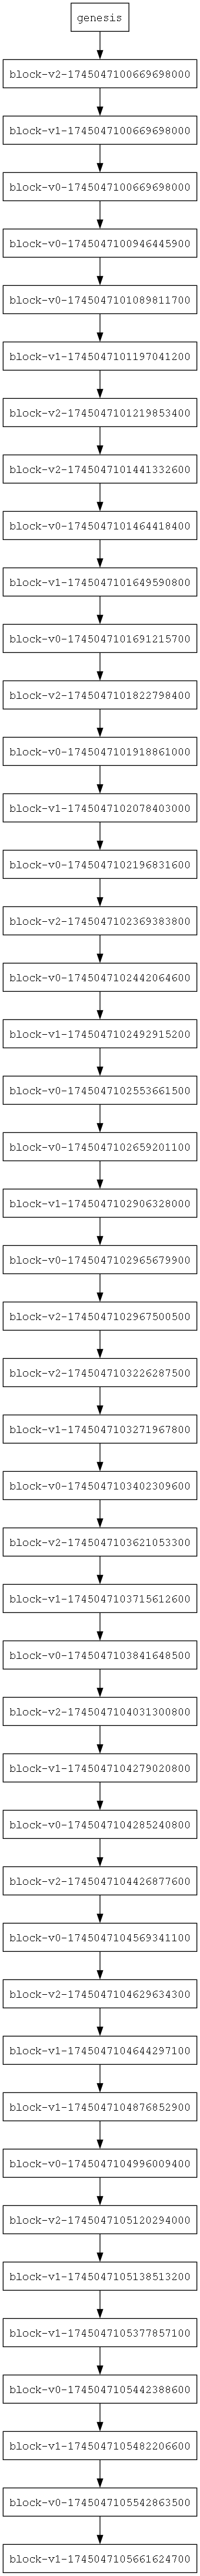 genesis
block-v2-1745047100669698000
block-v1-1745047100669698000
block-v0-1745047100669698000
block-v0-1745047100946445900
block-v0-1745047101089811700
block-v1-1745047101197041200
block-v2-1745047101219853400
block-v2-1745047101441332600
block-v0-1745047101464418400
block-v1-1745047101649590800
block-v0-1745047101691215700
block-v2-1745047101822798400
block-v0-1745047101918861000
block-v1-1745047102078403000
block-v0-1745047102196831600
block-v2-1745047102369383800
block-v0-1745047102442064600
block-v1-1745047102492915200
block-v0-1745047102553661500
block-v0-1745047102659201100
block-v1-1745047102906328000
block-v0-1745047102965679900
block-v2-1745047102967500500
block-v2-1745047103226287500
block-v1-1745047103271967800
block-v0-1745047103402309600
block-v2-1745047103621053300
block-v1-1745047103715612600
block-v0-1745047103841648500
block-v2-1745047104031300800
block-v1-1745047104279020800
block-v0-1745047104285240800
block-v2-1745047104426877600
block-v0-1745047104569341100
block-v2-1745047104629634300
block-v1-1745047104644297100
block-v1-1745047104876852900
block-v0-1745047104996009400
block-v2-1745047105120294000
block-v1-1745047105138513200
block-v1-1745047105377857100
block-v0-1745047105442388600
block-v1-1745047105482206600
block-v0-1745047105542863500
block-v1-1745047105661624700